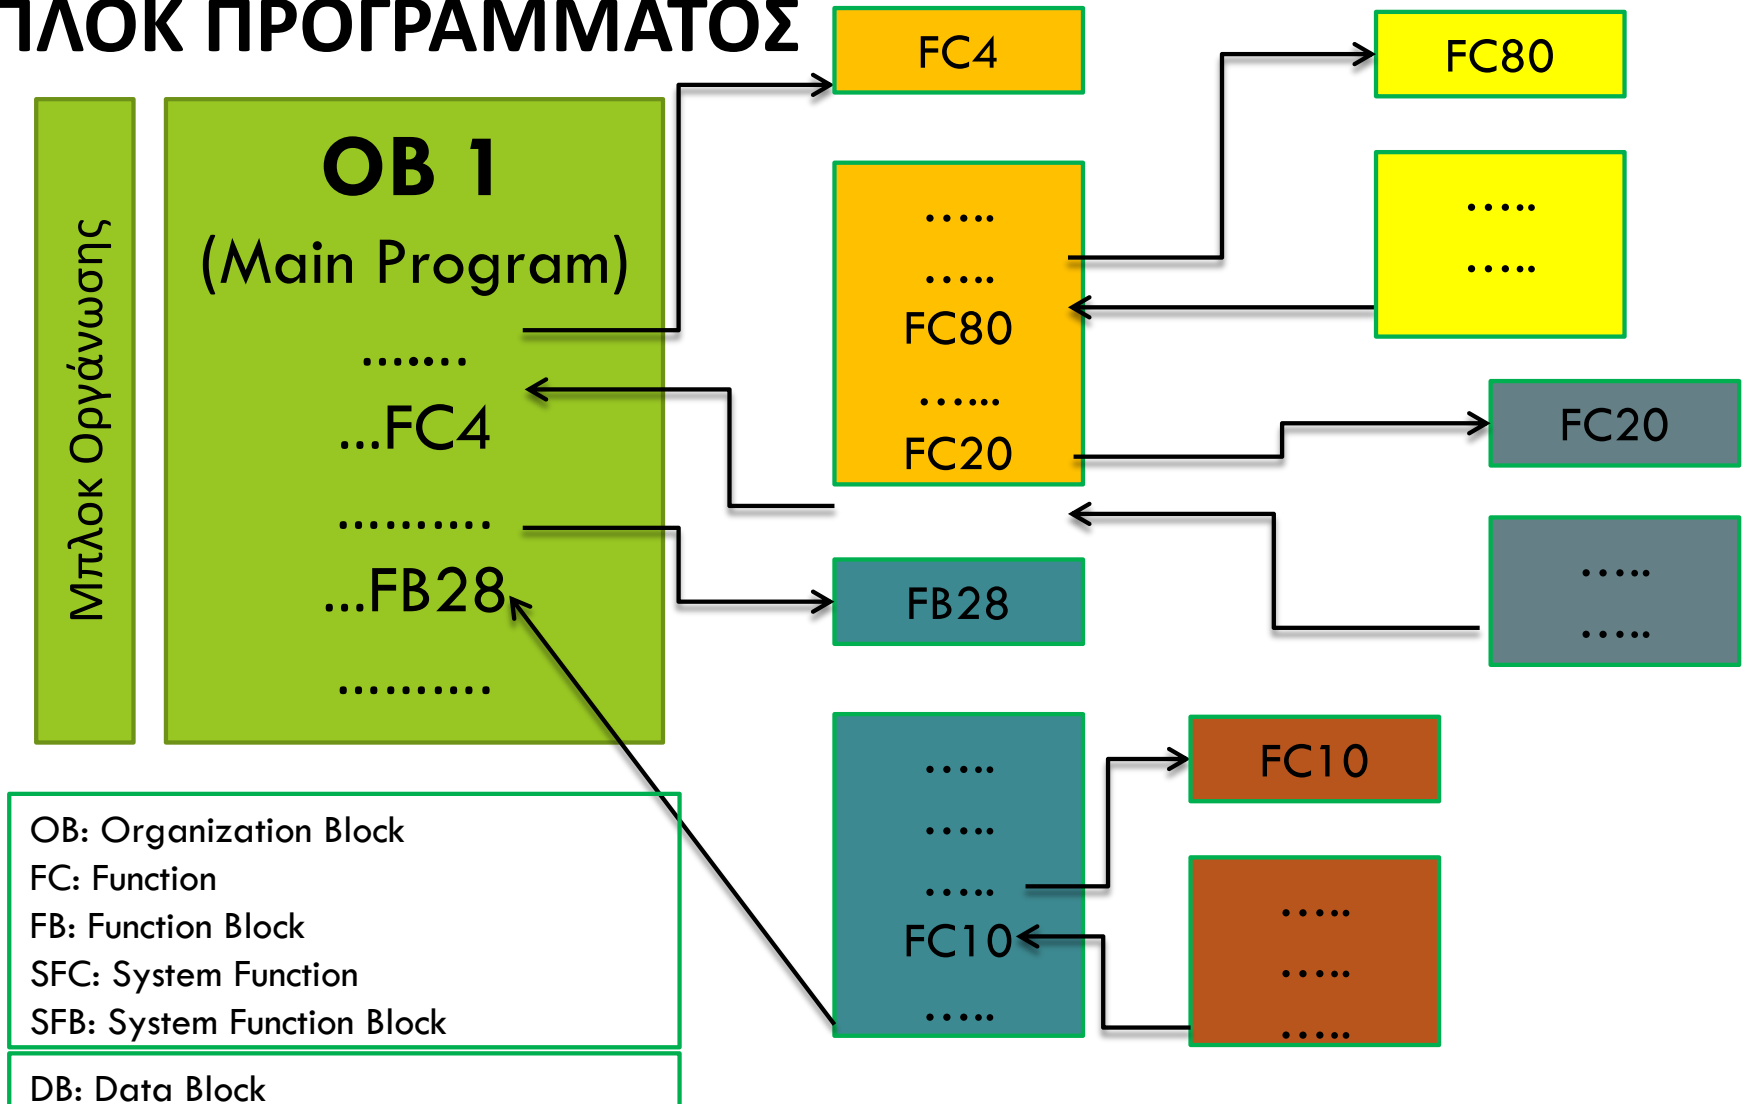 ΠΛΟΚ ΠΡΟΓΡΑΜΜΑΤΟΣ
Μπλοκ Οργάνωσης
OB 1
(Main Program)
.......
...FC4
..........
...FB28
..........
FC4
.....
.....
FC80
......
FC20
FC80
.....
.....
FC20
.....
.....
FB28
.....
.....
.....
FC10
.....
FC10
.....
.....
.....
OB: Organization Block
FC: Function
FB: Function Block
SFC: System Function
SFB: System Function Block
DB: Data Block